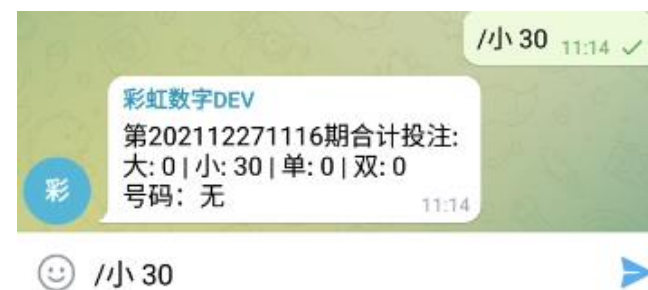 /小 30 11:14
彩虹数字DEV
第202112271116期合计投注:
大: 0 | 小: 30 | 单: 0 | 双: 0
号码：无 11:14
彩
/小 30